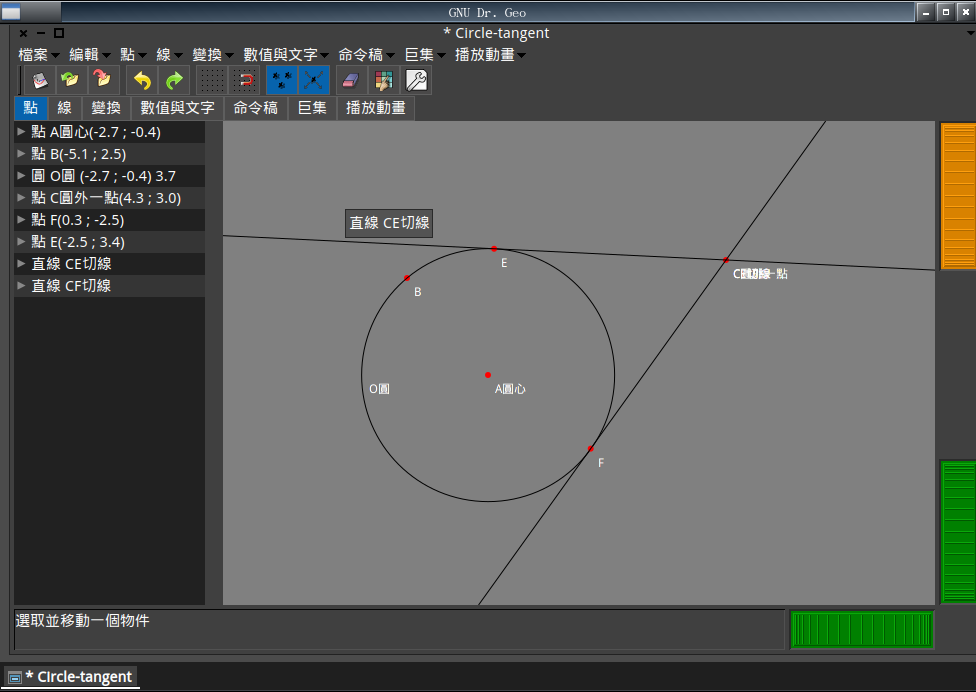 GNU Dr. Geo
* Circle-tangent
檔案 編輯 點 線 變換 數值與文字 命令稿 巨集 播放動畫
點 線 變換 數值與文字 命令稿 巨集 播放動畫
點 A圓心(-2.7 ; -0.4)
點 B(-5.1 ; 2.5)
圓 O圓 (-2.7 ; -0.4) 3.7
點 C圓外一點(4.3 ; 3.0)
點 F(0.3 ; -2.5)
點 E(-2.5 ; 3.4)
直線 CE切線
直線 CF切線
直線 CE切線
E
B
O圓
A圓心
F
選取並移動一個物件
* Circle-tangent